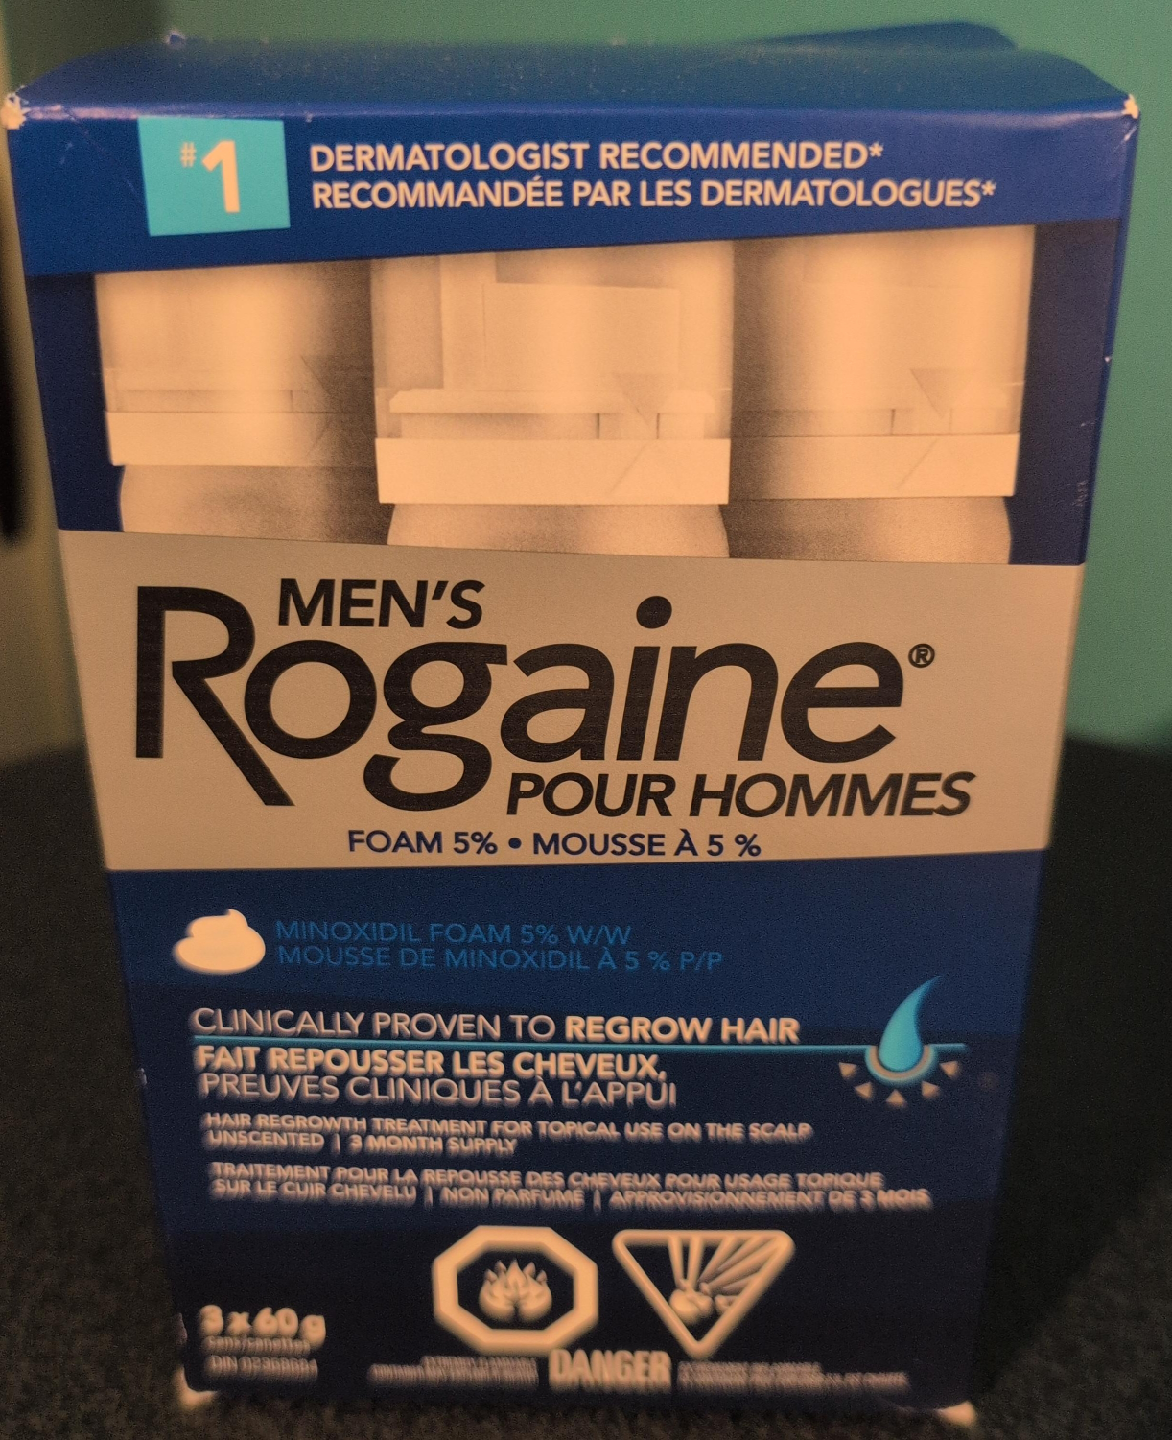 #1
DERMATOLOGIST RECOMMENDED*
RECOMMANDÉE PAR LES DERMATOLOGUES*
MEN'S
Rogaine®
POUR HOMMES
FOAM 5% • MOUSSE À 5 %
MINOXIDIL FOAM 5% W/W
MOUSSE DE MINOXIDIL À 5 % P/P
CLINICALLY PROVEN TO REGROW HAIR
FAIT REPOUSSER LES CHEVEUX,
PREUVES CLINIQUES À L'APPUI
HAIR REGROWTH TREATMENT FOR TOPICAL USE ON THE SCALP
UNSCENTED | 3 MONTH SUPPLY
TRAITEMENT POUR LA REPOUSSE DES CHEVEUX POUR USAGE TOPIQUE
SUR LE CUIR CHEVELU | NON PARFUMÉ | APPROVISIONNEMENT DE 3 MOIS
3 x 60 g
DIN
DANGER